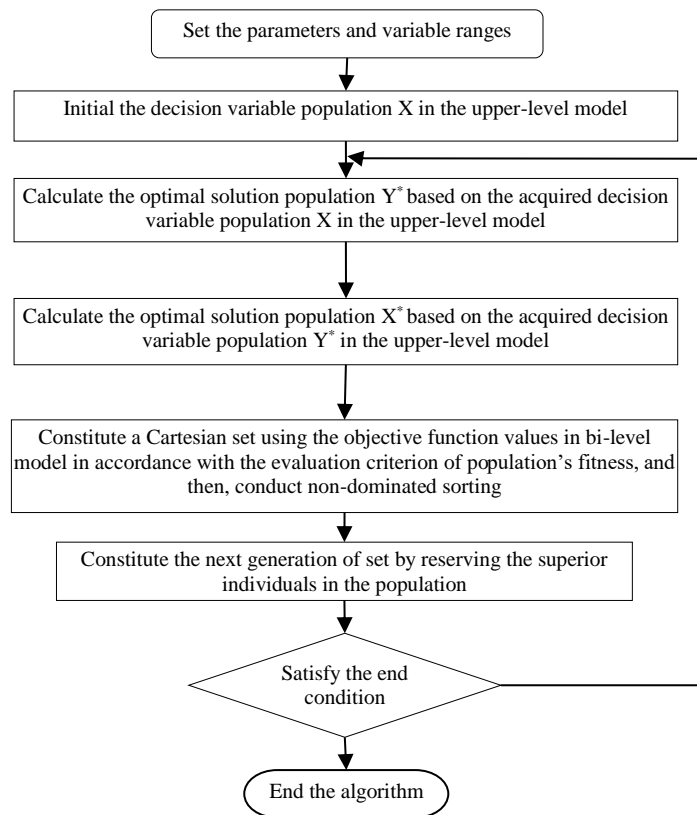 Set the parameters and variable ranges
Initial the decision variable population X in the upper-level model
Calculate the optimal solution population Y* based on the acquired decision
variable population X in the upper-level model
Calculate the optimal solution population X* based on the acquired decision
variable population Y* in the upper-level model
Constitute a Cartesian set using the objective function values in bi-level
model in accordance with the evaluation criterion of population’s fitness, and
then, conduct non-dominated sorting
Constitute the next generation of set by reserving the superior
individuals in the population
Satisfy the end
condition
End the algorithm